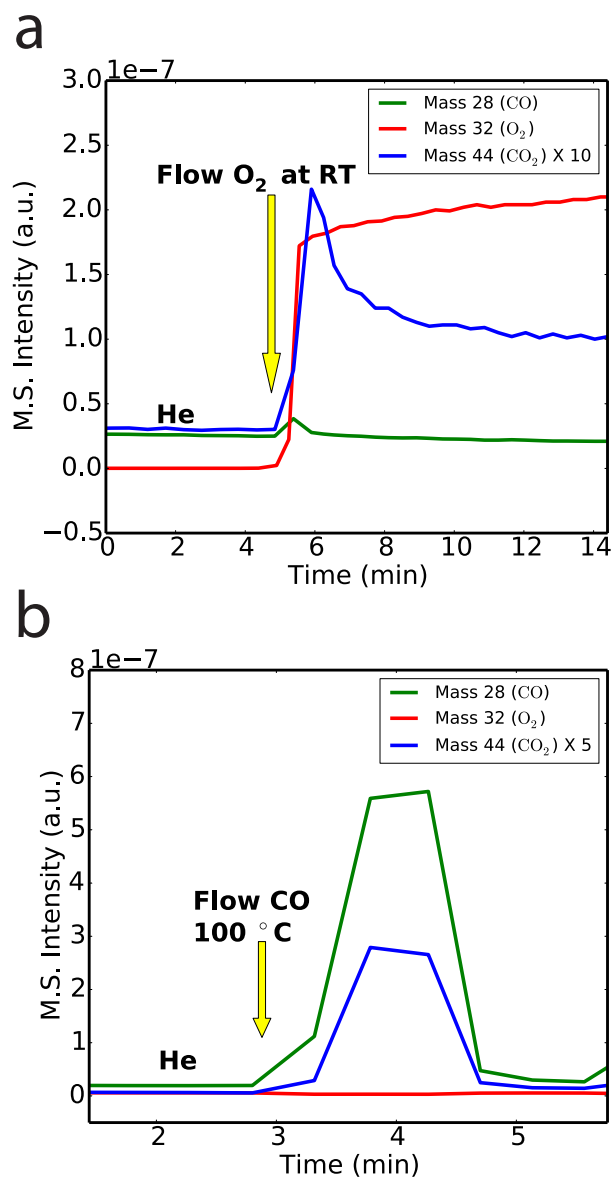 a
1e-7
3.0
2.5
2.0
1.5
1.0
0.5
0.0
−0.5
M.S. Intensity (a.u.)
Mass 28 (CO)
Mass 32 (O₂)
Mass 44 (CO₂) X 10
Flow O₂ at RT
He
0 2 4 6 8 10 12 14
Time (min)
b
1e-7
8
7
6
5
4
3
2
1
0
M.S. Intensity (a.u.)
Mass 28 (CO)
Mass 32 (O₂)
Mass 44 (CO₂) X 5
Flow CO
100 °C
He
2 3 4 5
Time (min)